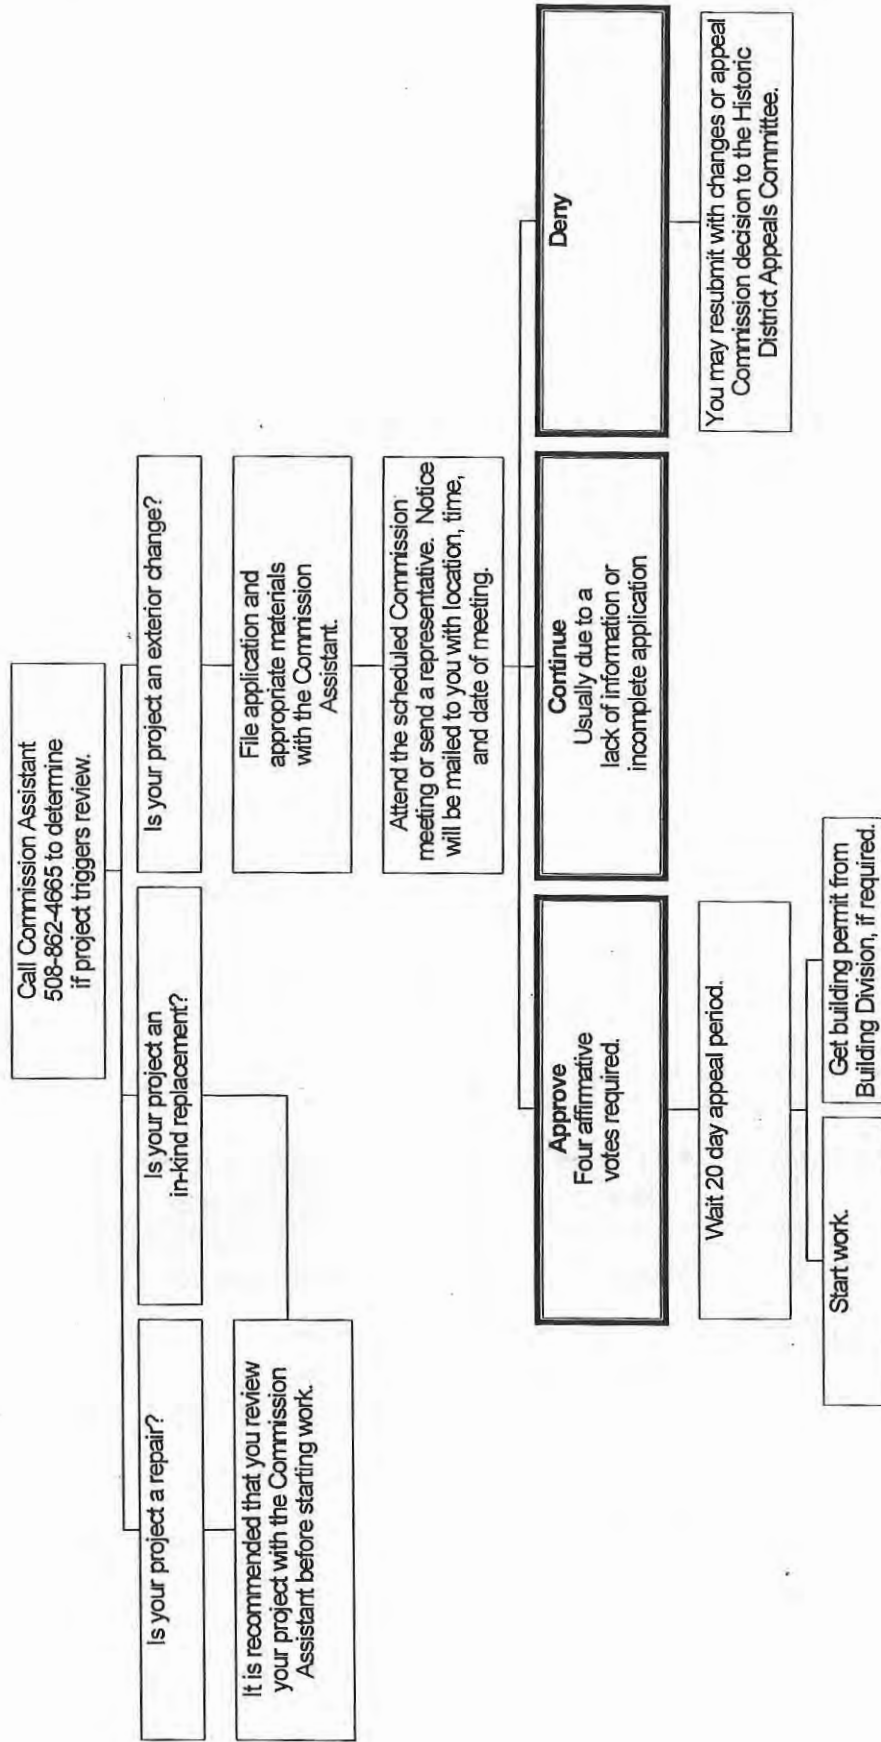 Call Commission Assistant
508-862-4665 to determine
if project triggers review.
Is your project a repair?
Is your project an
in-kind replacement?
Is your project an exterior change?
It is recommended that you review
your project with the Commission
Assistant before starting work.
File application and
appropriate materials
with the Commission
Assistant.
Attend the scheduled Commission
meeting or send a representative. Notice
will be mailed to you with location, time,
and date of meeting.
Approve
Four affirmative
votes required.
Continue
Usually due to a
lack of information or
incomplete application
Deny
Wait 20 day appeal period.
You may resubmit with changes or appeal
Commission decision to the Historic
District Appeals Committee.
Start work.
Get building permit from
Building Division, if required.